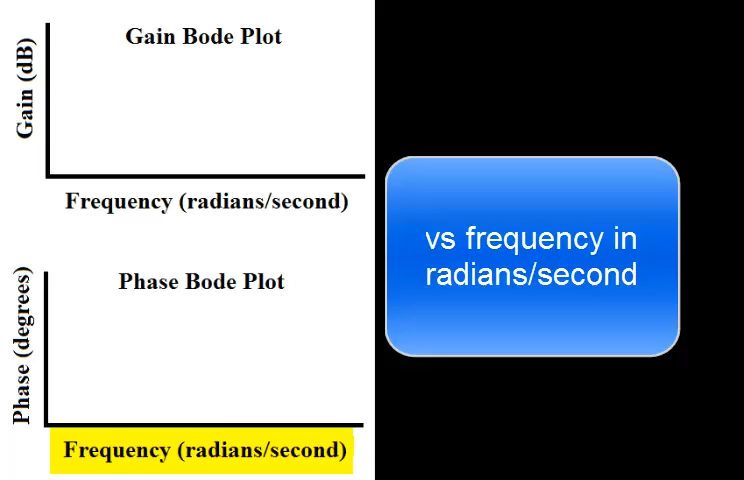 Gain Bode Plot
Gain (dB)
Frequency (radians/second)
Phase Bode Plot
Phase (degrees)
Frequency (radians/second)
vs frequency in
radians/second